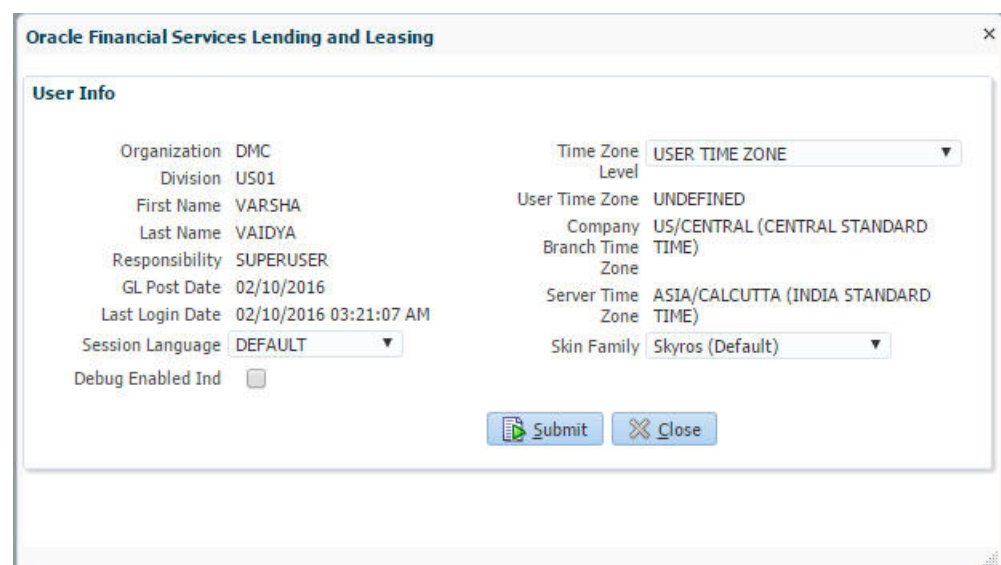 Oracle Financial Services Lending and Leasing
User Info
Organization DMC
Division US01
First Name VARSHA
Last Name VAIDYA
Responsibility SUPERUSER
GL Post Date 02/10/2016
Last Login Date 02/10/2016 03:21:07 AM
Session Language DEFAULT
Debug Enabled Ind
Time Zone USER TIME ZONE
Level
User Time Zone UNDEFINED
Company US/CENTRAL (CENTRAL STANDARD
Branch Time TIME)
Zone
Server Time ASIA/CALCUTTA (INDIA STANDARD
Zone TIME)
Skin Family Skyros (Default)
Submit Close